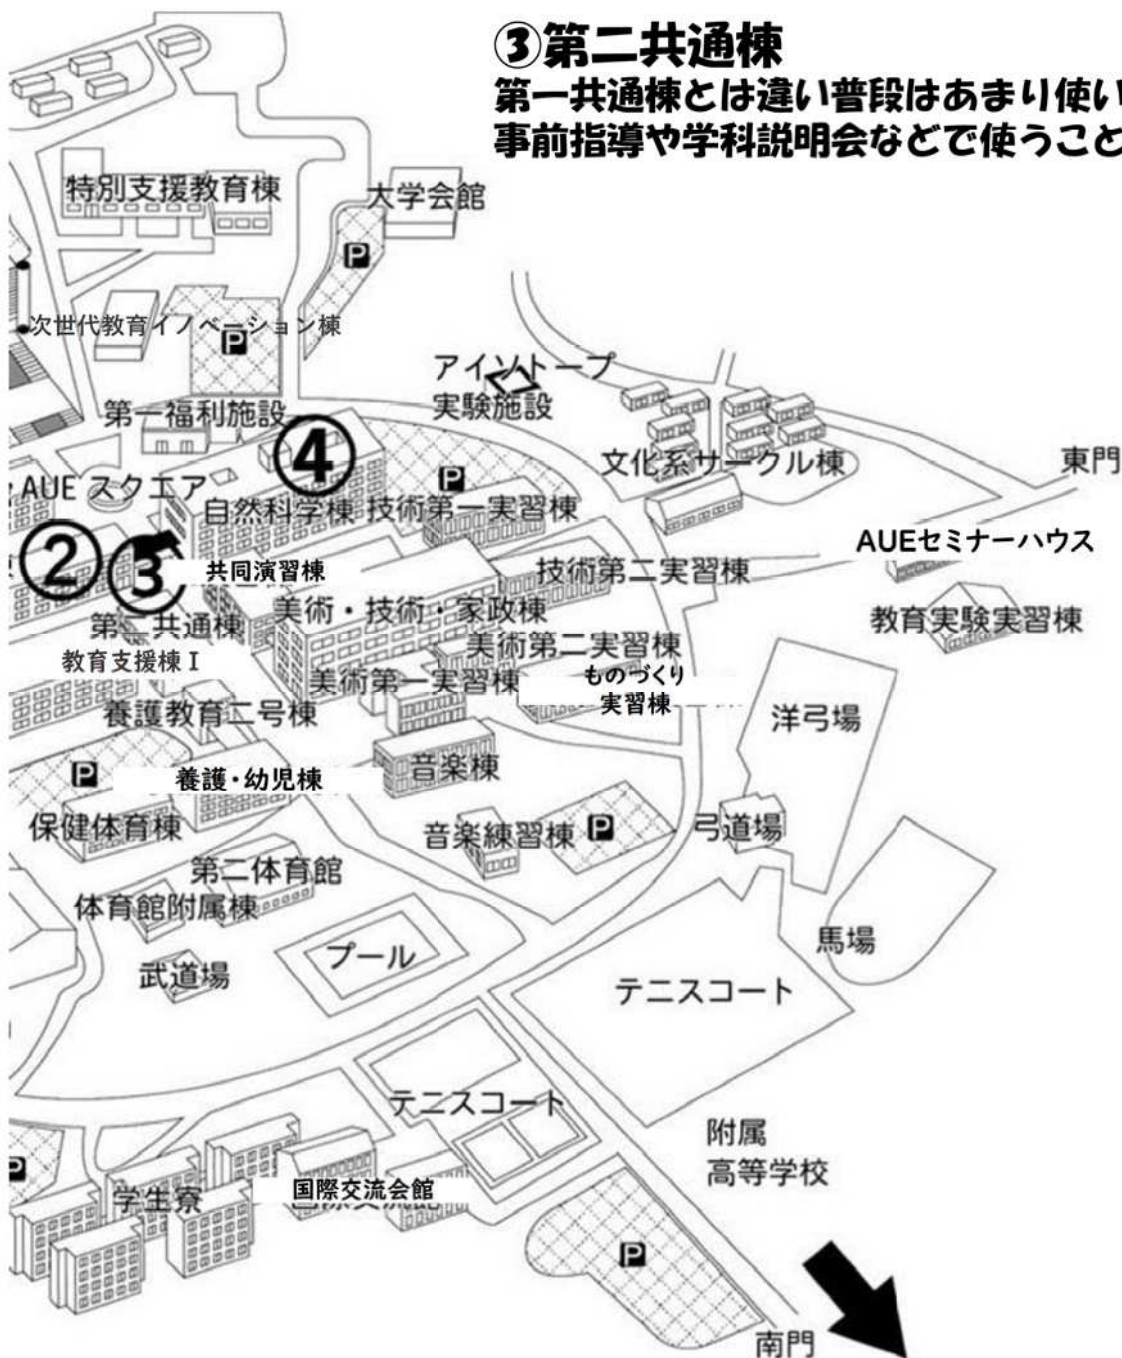 ③第二共通棟
第一共通棟とは違い普段はあまり使い
事前指導や学科説明会などで使うこと
特別支援教育棟
大学会館
P
次世代教育イノベーション棟
P
アイソトープ
実験施設
第一福利施設
④
文化系サークル棟
東門
P
AUE スクエア
自然科学棟
技術第一実習棟
②
③
共同演習棟
技術第二実習棟
AUEセミナーハウス
第二共通棟
美術・技術・家政棟
教育実験実習棟
教育支援棟Ⅰ
美術第二実習棟
美術第一実習棟
ものづくり
実習棟
養護教育二号棟
洋弓場
P
養護・幼児棟
音楽棟
保健体育棟
音楽練習棟
P
弓道場
第二体育館
体育館附属棟
馬場
プール
武道場
テニスコート
テニスコート
附属
高等学校
P
学生寮
国際交流会館
P
南門